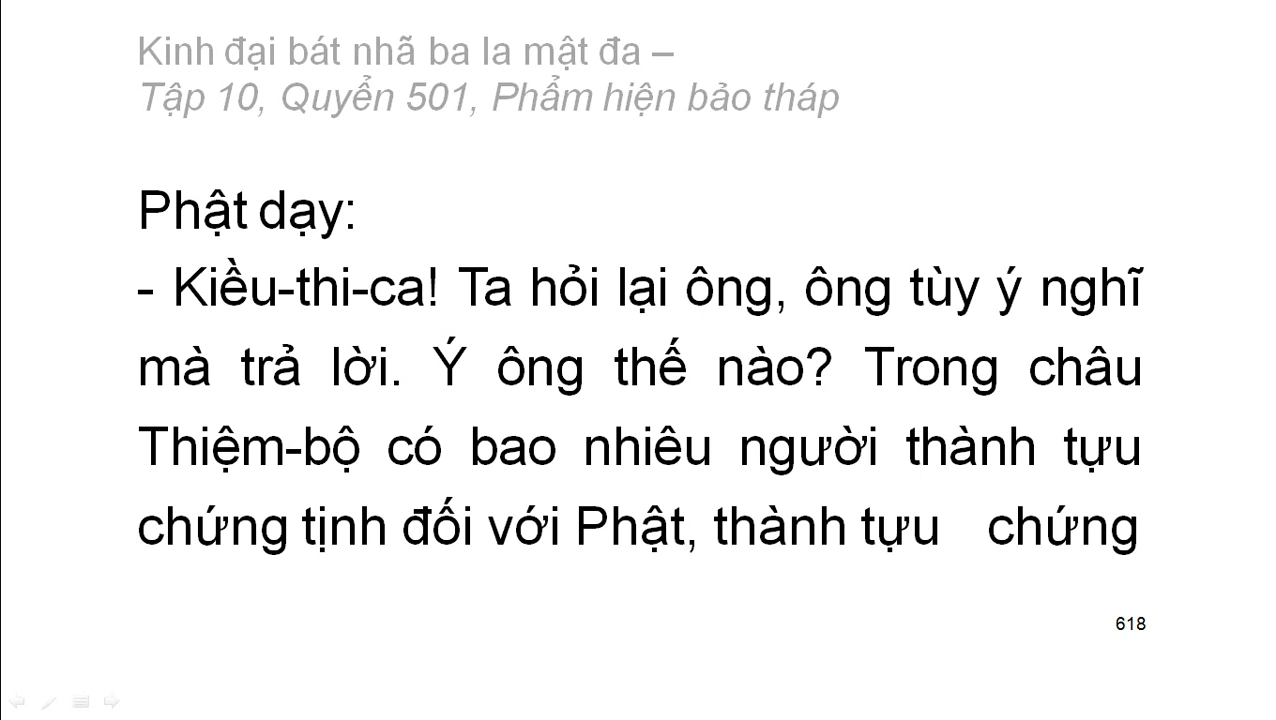 Kinh đại bát nhã ba la mật đa –
Tập 10, Quyển 501, Phẩm hiện bảo tháp
Phật dạy:
- Kiều-thi-ca! Ta hỏi lại ông, ông tùy ý nghĩ
mà trả lời. Ý ông thế nào? Trong châu
Thiệm-bộ có bao nhiêu người thành tựu
chứng tịnh đối với Phật, thành tựu chứng
618